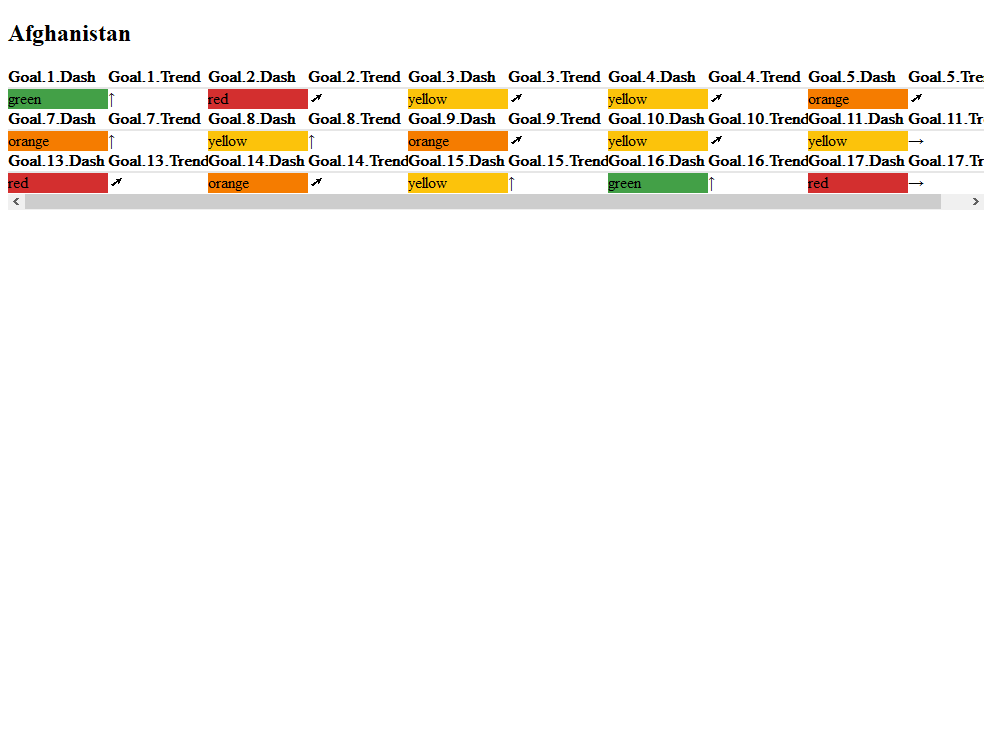 Afghanistan
Goal.1.Dash Goal.1.Trend Goal.2.Dash Goal.2.Trend Goal.3.Dash Goal.3.Trend Goal.4.Dash Goal.4.Trend Goal.5.Dash Goal.5.Tre
green ↑ red ↗ yellow ↗ yellow ↗ orange ↗
Goal.7.Dash Goal.7.Trend Goal.8.Dash Goal.8.Trend Goal.9.Dash Goal.9.Trend Goal.10.Dash Goal.10.Trend Goal.11.Dash Goal.11.Tr
orange ↑ yellow ↑ orange ↗ yellow ↗ yellow →
Goal.13.Dash Goal.13.Trend Goal.14.Dash Goal.14.Trend Goal.15.Dash Goal.15.Trend Goal.16.Dash Goal.16.Trend Goal.17.Dash Goal.17.Tr
red ↗ orange ↗ yellow ↑ green ↑ red →